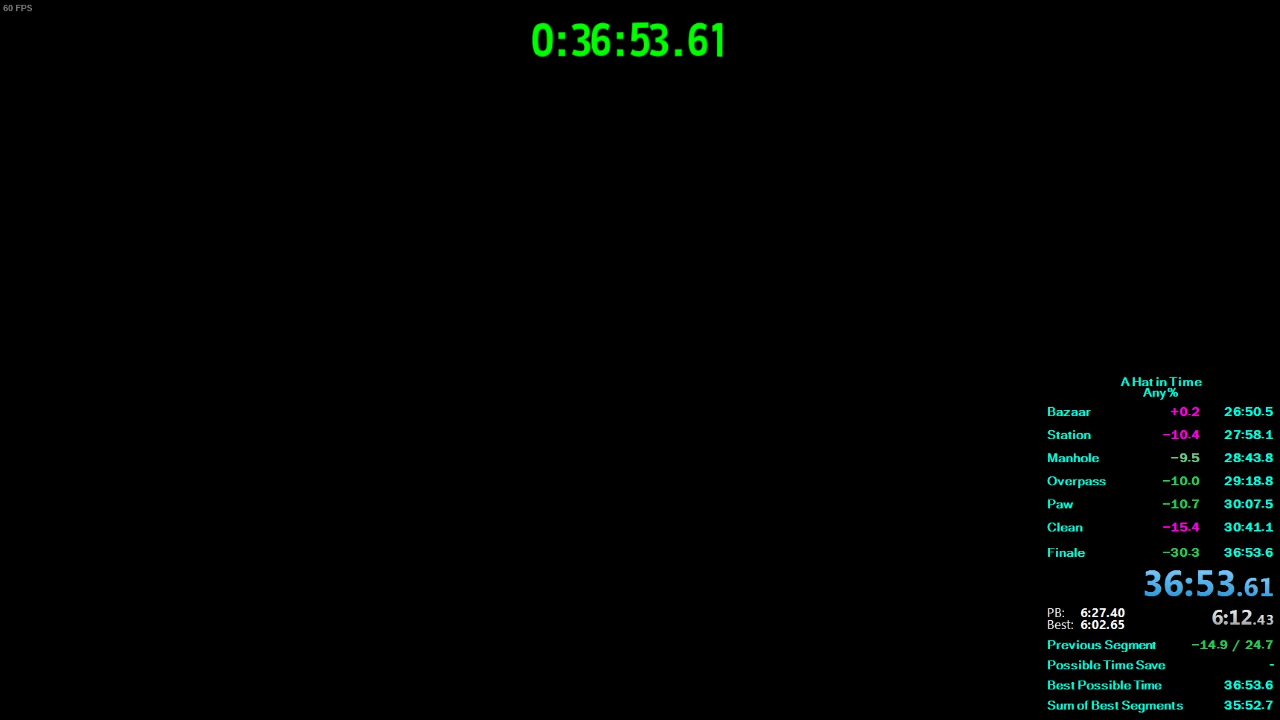 60 FPS
0:36:53.61
A Hat in Time
Any%
Bazaar +0.2 26:50.5
Station −10.4 27:58.1
Manhole −9.5 28:43.8
Overpass −10.0 29:18.8
Paw −10.7 30:07.5
Clean −15.4 30:41.1
Finale −30.3 36:53.6
36:53.61
PB: 6:27.40 6:12.43
Best: 6:02.65
Previous Segment −14.9 / 24.7
Possible Time Save -
Best Possible Time 36:53.6
Sum of Best Segments 35:52.7